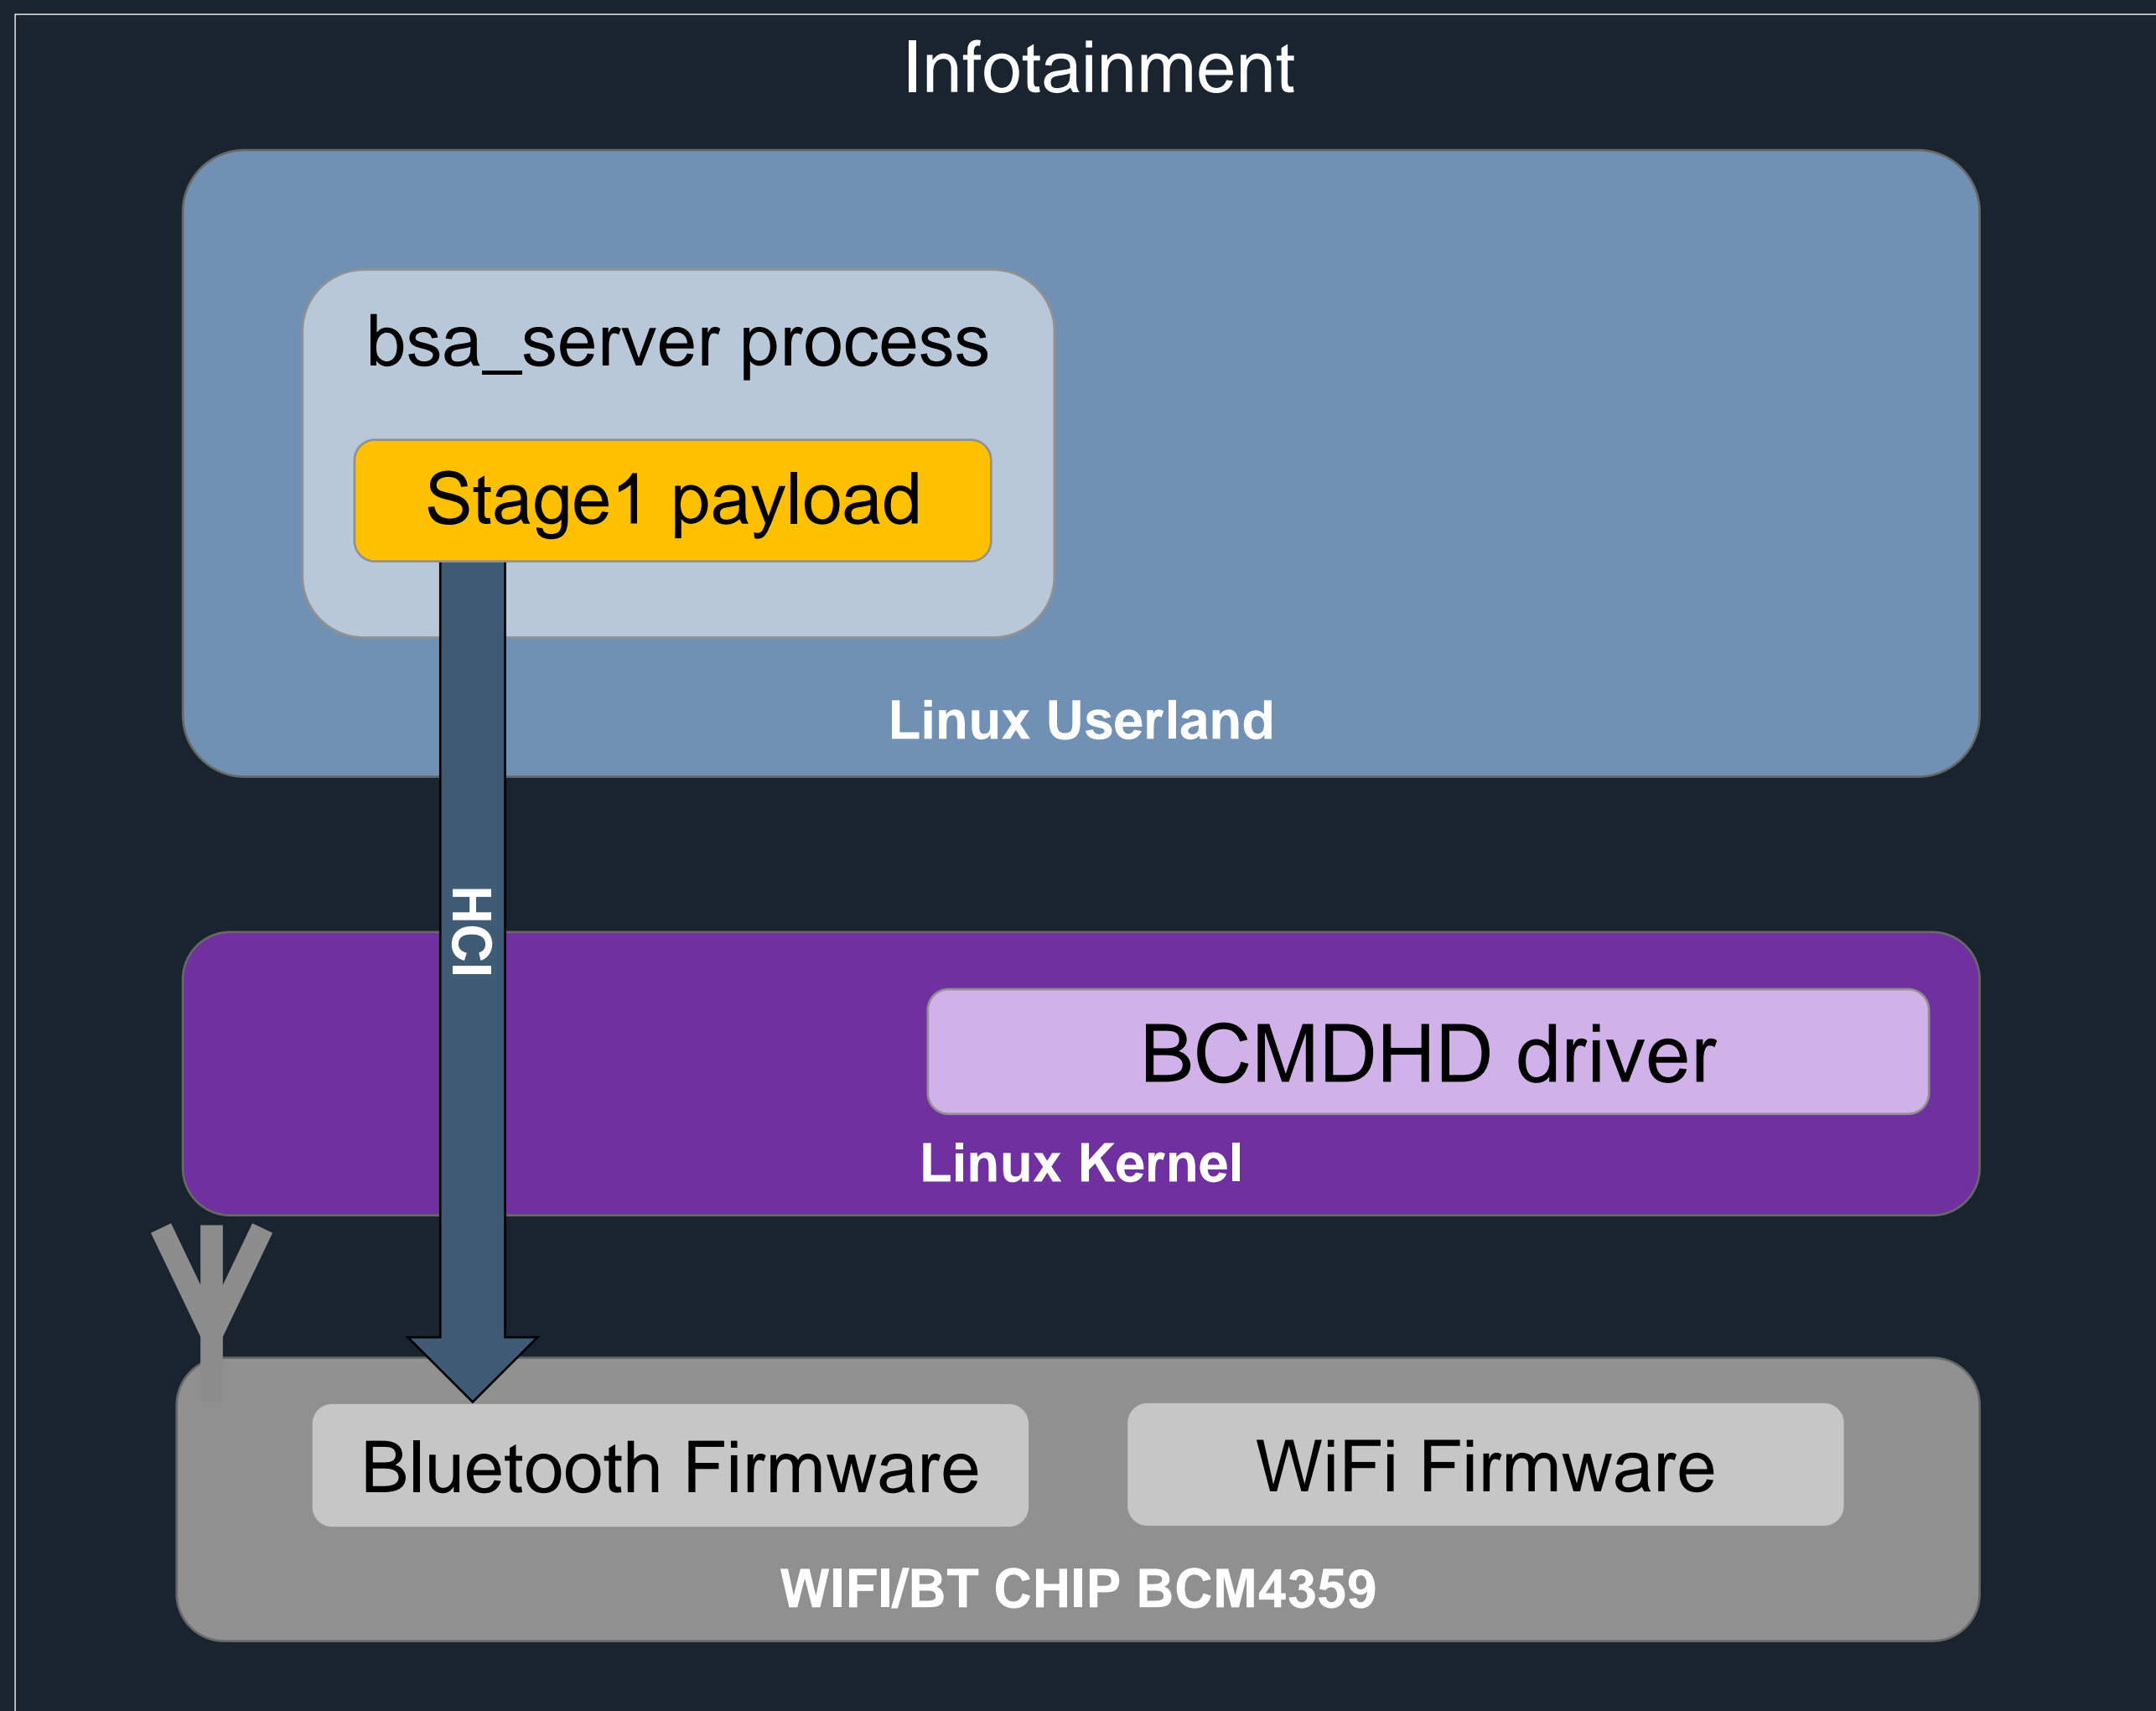 Infotainment
bsa_server process
Stage1 payload
Linux Userland
HCI
BCMDHD driver
Linux Kernel
Bluetooth Firmware
WiFi Firmware
WIFI/BT CHIP BCM4359